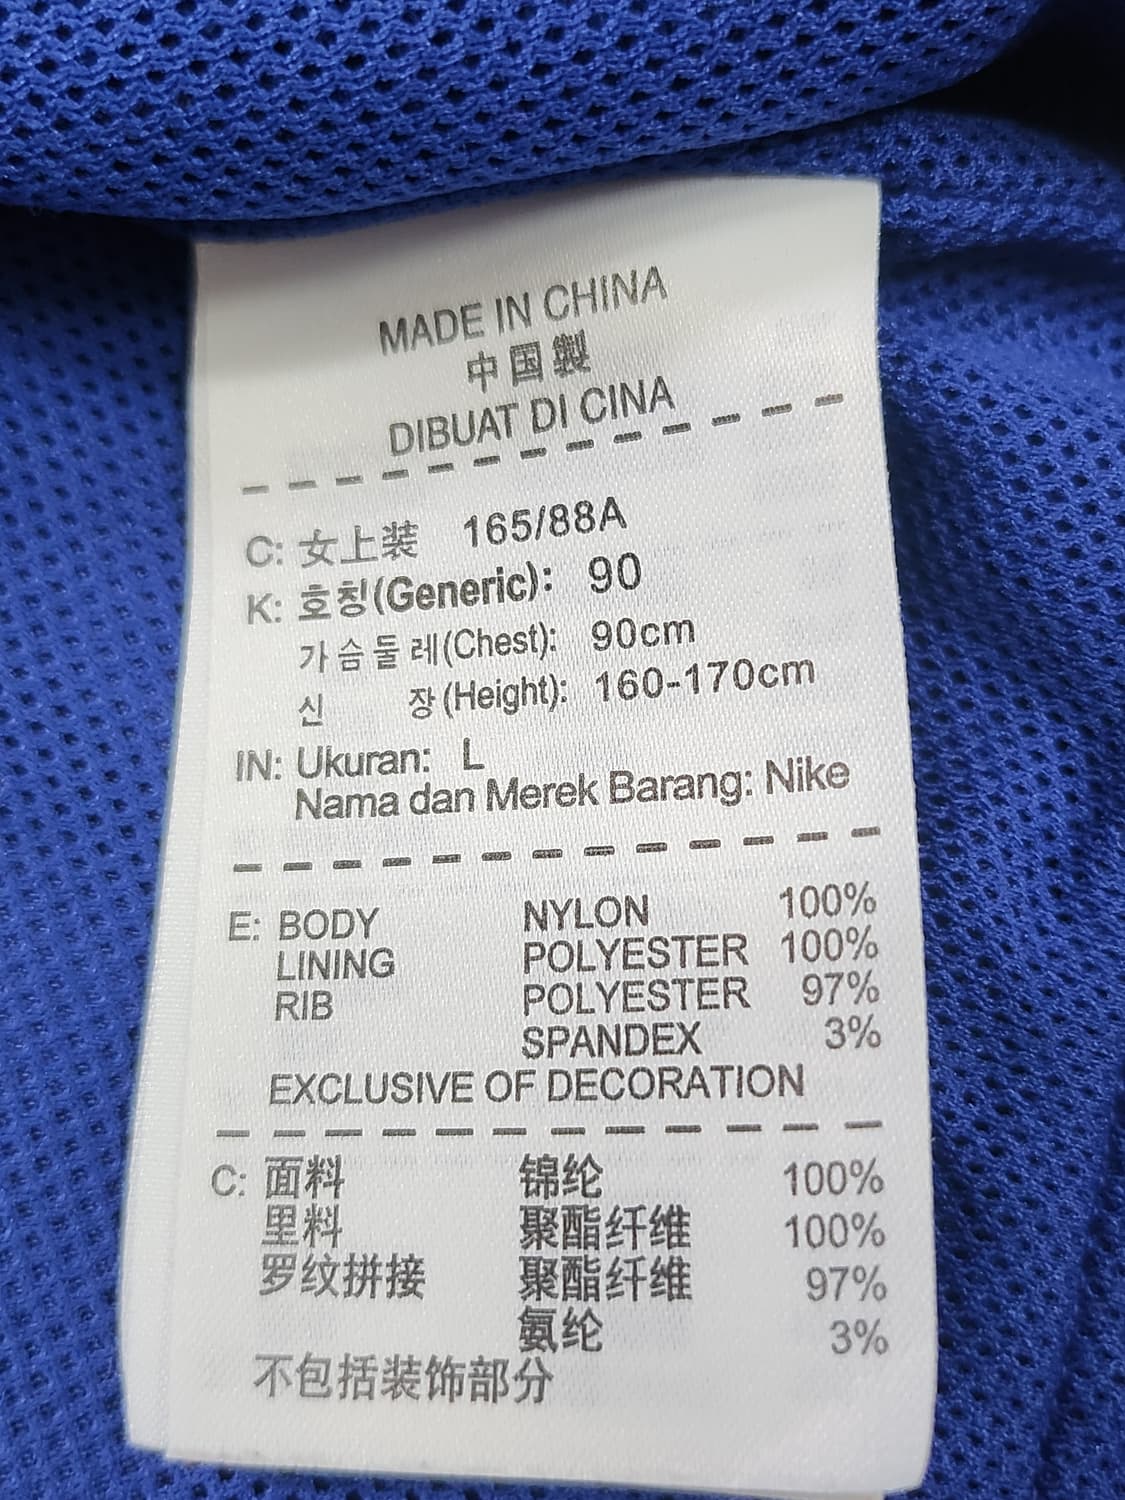 MADE IN CHINA
中国製
DIBUAT DI CINA
C: 女上装 165/88A
K: 호칭(Generic): 90
가슴둘레(Chest): 90cm
신 장(Height): 160-170cm
IN: Ukuran: L
Nama dan Merek Barang: Nike
E: BODY NYLON 100%
LINING POLYESTER 100%
RIB POLYESTER 97%
SPANDEX 3%
EXCLUSIVE OF DECORATION
C: 面料 锦纶 100%
里料 聚酯纤维 100%
罗纹拼接 聚酯纤维 97%
氨纶 3%
不包括装饰部分